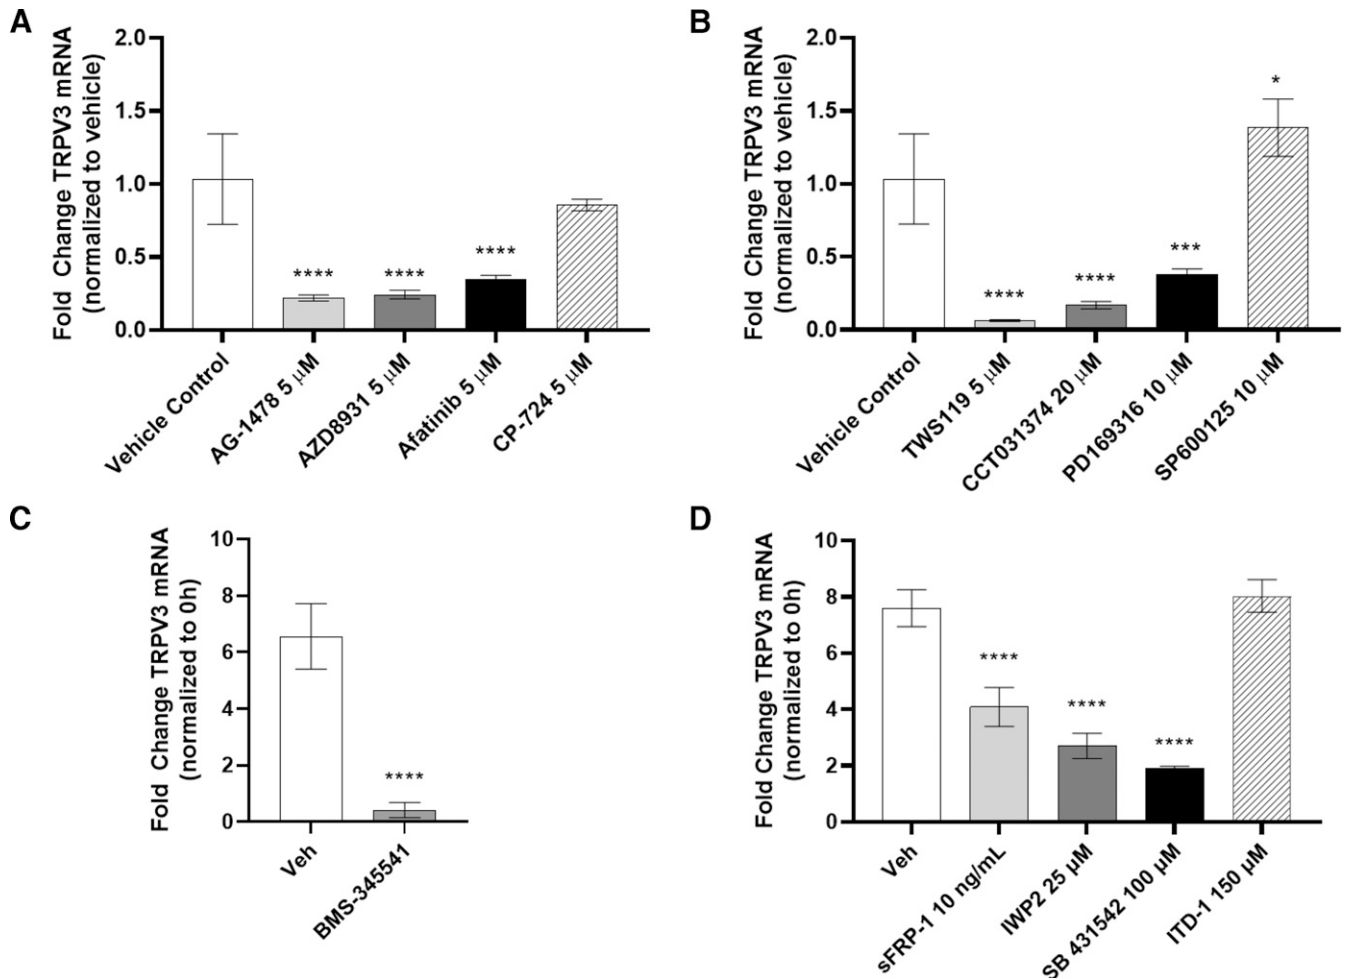 A
Fold Change TRPV3 mRNA
(normalized to vehicle)
2.0
1.5
1.0
0.5
0.0
****
****
****
Vehicle Control
AG-1478 5 μM
AZD8931 5 μM
Afatinib 5 μM
CP-724 5 μM
B
Fold Change TRPV3 mRNA
(normalized to vehicle)
2.0
1.5
1.0
0.5
0.0
****
****
***
*
Vehicle Control
TWS119 5 μM
CCT031374 20 μM
PD169316 10 μM
SP600125 10 μM
C
Fold Change TRPV3 mRNA
(normalized to 0h)
10
8
6
4
2
0
****
Veh
BMS-345541
D
Fold Change TRPV3 mRNA
(normalized to 0h)
10
8
6
4
2
0
****
****
****
Veh
sFRP-1 10 ng/mL
IWP2 25 μM
SB 431542 100 μM
ITD-1 150 μM